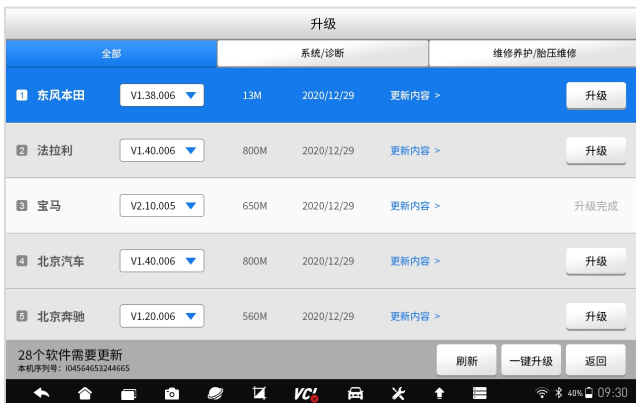 升级
全部 系统/诊断 维修养护/胎压维修
1 东风本田 V1.38.006 13M 2020/12/29 更新内容 > 升级
2 法拉利 V1.40.006 800M 2020/12/29 更新内容 > 升级
3 宝马 V2.10.005 650M 2020/12/29 更新内容 > 升级完成
4 北京汽车 V1.40.006 800M 2020/12/29 更新内容 > 升级
5 北京奔驰 V1.20.006 560M 2020/12/29 更新内容 > 升级
28个软件需要更新
本机序列号：i04564653244665
刷新 一键升级 返回
VCI 40% 09:30